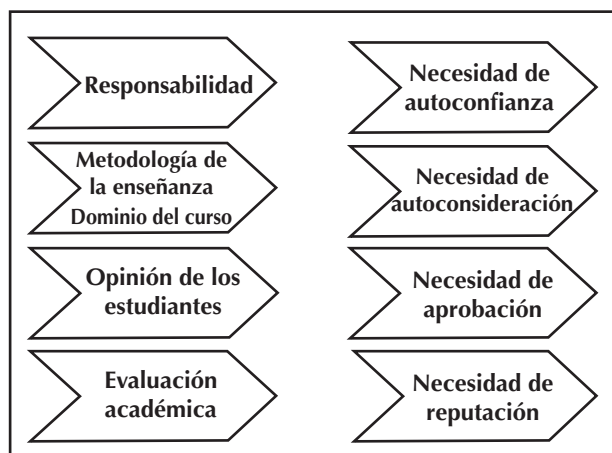 Responsabilidad
Necesidad de
autoconfianza
Metodología de
la enseñanza
Dominio del curso
Necesidad de
autoconsideración
Opinión de los
estudiantes
Necesidad de
aprobación
Evaluación
académica
Necesidad de
reputación